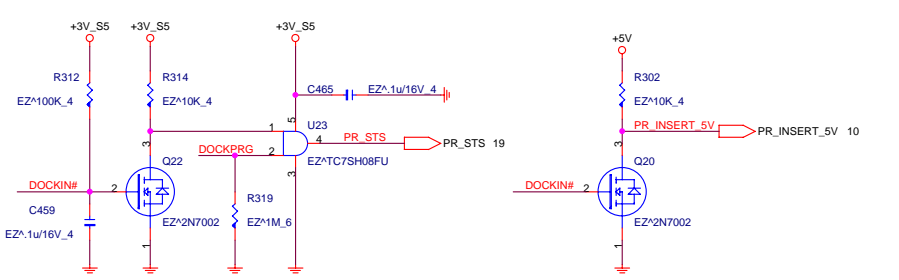 +3V_S5 +3V_S5 +3V_S5
+5V
R312 R314 R302
C465 EZ^.1u/16V_4
EZ^100K_4 EZ^10K_4 EZ^10K_4
5
U23
1
PR_INSERT_5V PR_INSERT_5V 10
4 PR_STS PR_STS 19
3 DOCKPRG 2 3
Q22 EZ^TC7SH08FU Q20
3
DOCKIN# 2 DOCKIN# 2
R319
C459
EZ^2N7002 EZ^1M_6 EZ^2N7002
EZ^.1u/16V_4
1 1